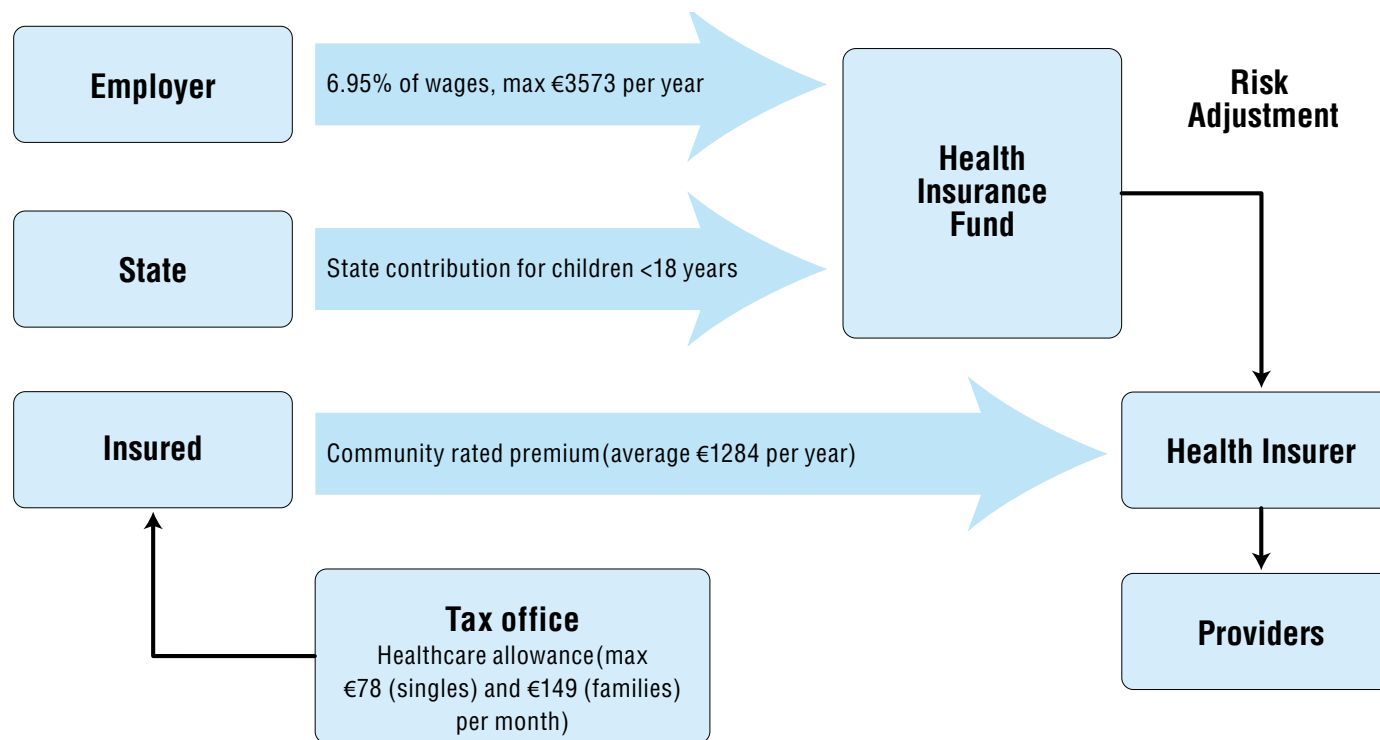 Employer
6.95% of wages, max €3573 per year
Health
Insurance
Fund
Risk
Adjustment
State
State contribution for children <18 years
Insured
Community rated premium (average €1284 per year)
Health Insurer
Tax office
Healthcare allowance (max
€78 (singles) and €149 (families)
per month)
Providers